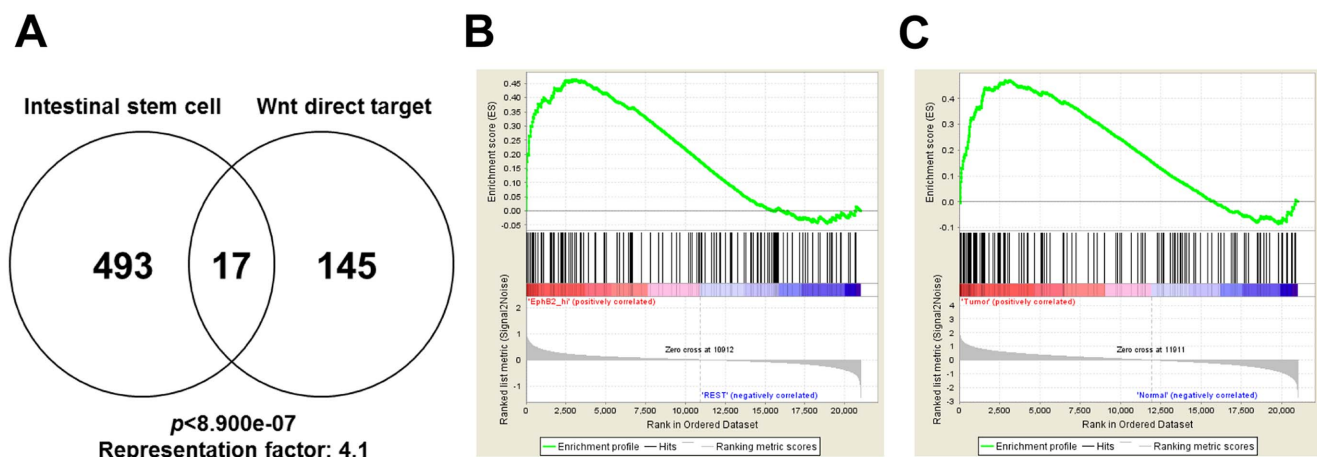 A
Intestinal stem cell Wnt direct target
493 17 145
p<8.900e-07
Representation factor: 4.1
B
Enrichment score (ES)
0.45
0.40
0.35
0.30
0.25
0.20
0.15
0.10
0.05
0.00
-0.05
'EphB2_hi' (positively correlated)
Ranked list metric (Signal2Noise)
2
1
0
-1
Zero cross at 10912
'REST' (negatively correlated)
0 2,500 5,000 7,500 10,000 12,500 15,000 17,500 20,000
Rank in Ordered Dataset
Enrichment profile Hits Ranking metric scores
C
Enrichment score (ES)
0.4
0.3
0.2
0.1
0.0
-0.1
'Tumor' (positively correlated)
Ranked list metric (Signal2Noise)
4
3
2
1
0
-1
-2
-3
Zero cross at 11911
'Normal' (negatively correlated)
0 2,500 5,000 7,500 10,000 12,500 15,000 17,500 20,000
Rank in Ordered Dataset
Enrichment profile Hits Ranking metric scores